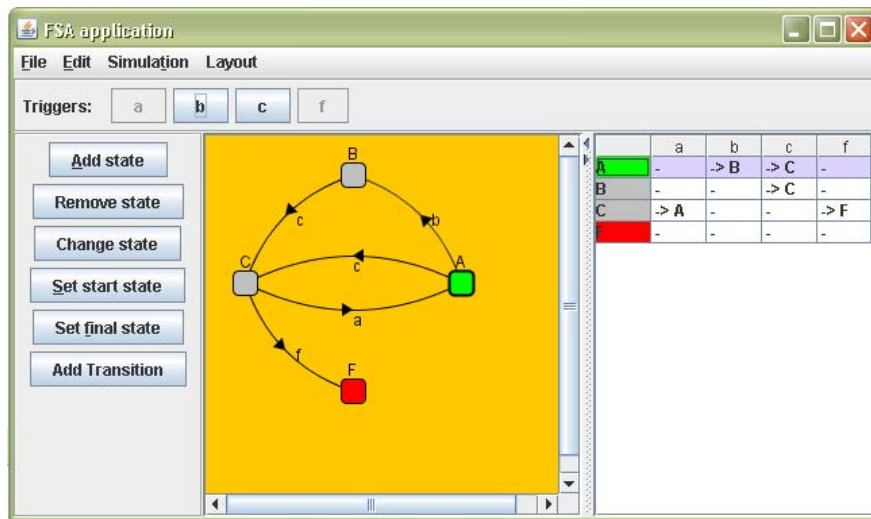 FSA application
File Edit Simulation Layout
Triggers: a b c f
Add state
Remove state
Change state
Set start state
Set final state
Add Transition
B
c
b
C
c
A
a
f
F
a b c f
A - -> B -> C -
B - - -> C -
C -> A - - -> F
F - - - -